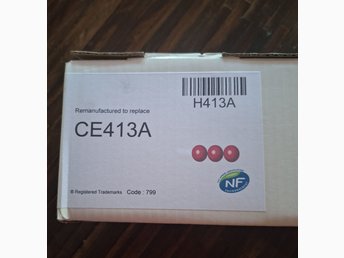 H413A
Remanufactured to replace
CE413A
NF
® Registered Trademarks Code : 799